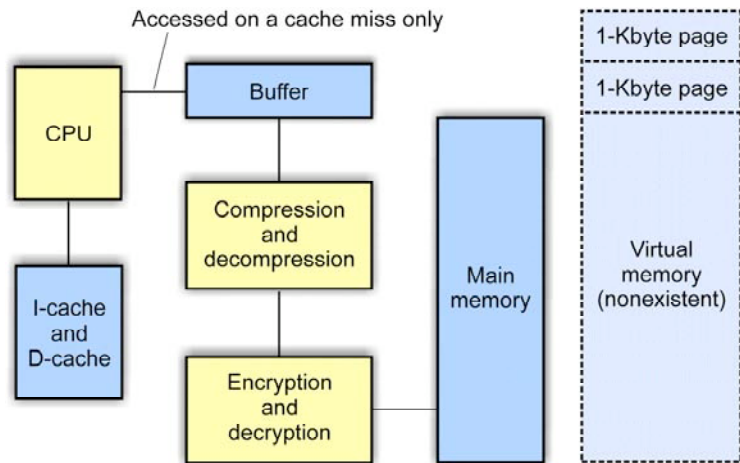 Accessed on a cache miss only
CPU
Buffer
Compression
and
decompression
I-cache
and
D-cache
Encryption
and
decryption
Main
memory
1-Kbyte page
1-Kbyte page
Virtual
memory
(nonexistent)